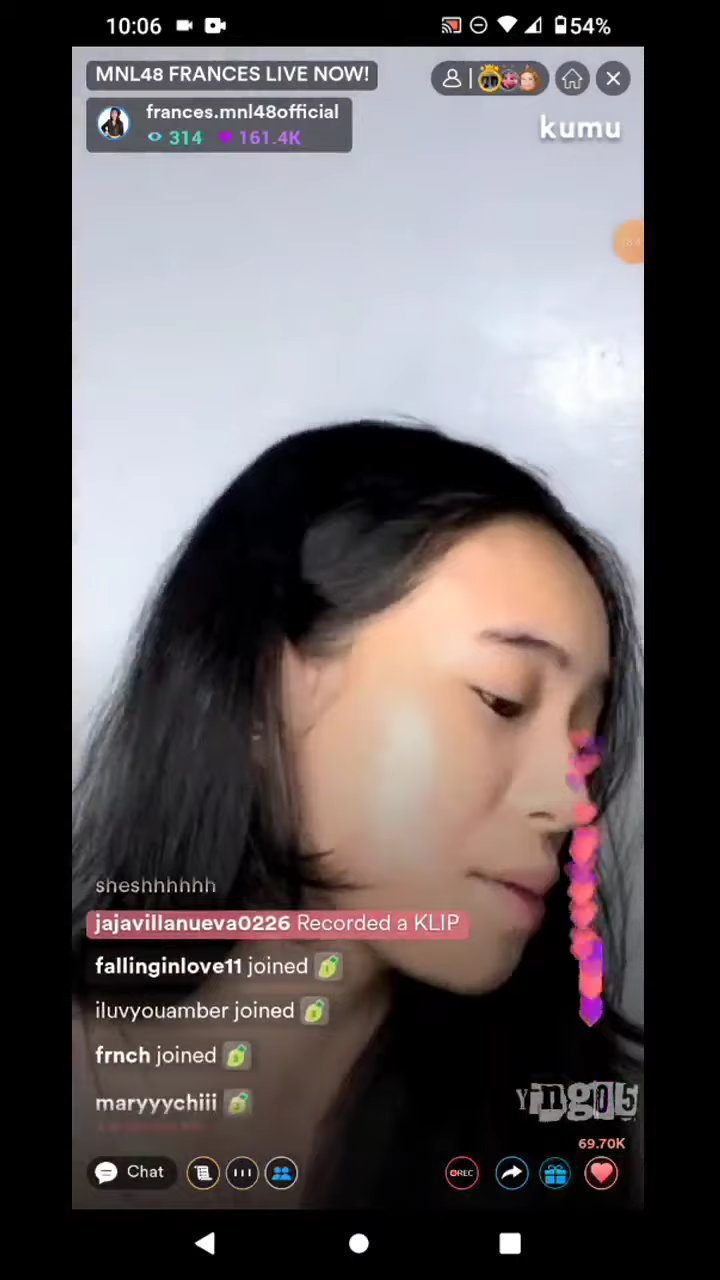 10:06
54%
MNL48 FRANCES LIVE NOW!
frances.mnl48official
314 161.4K
kumu
sheshhhhhh
jajavillanueva0226 Recorded a KLIP
fallinginlove11 joined
iluvyouamber joined
frnch joined
maryyychiii
Yng05
69.70K
Chat
REC